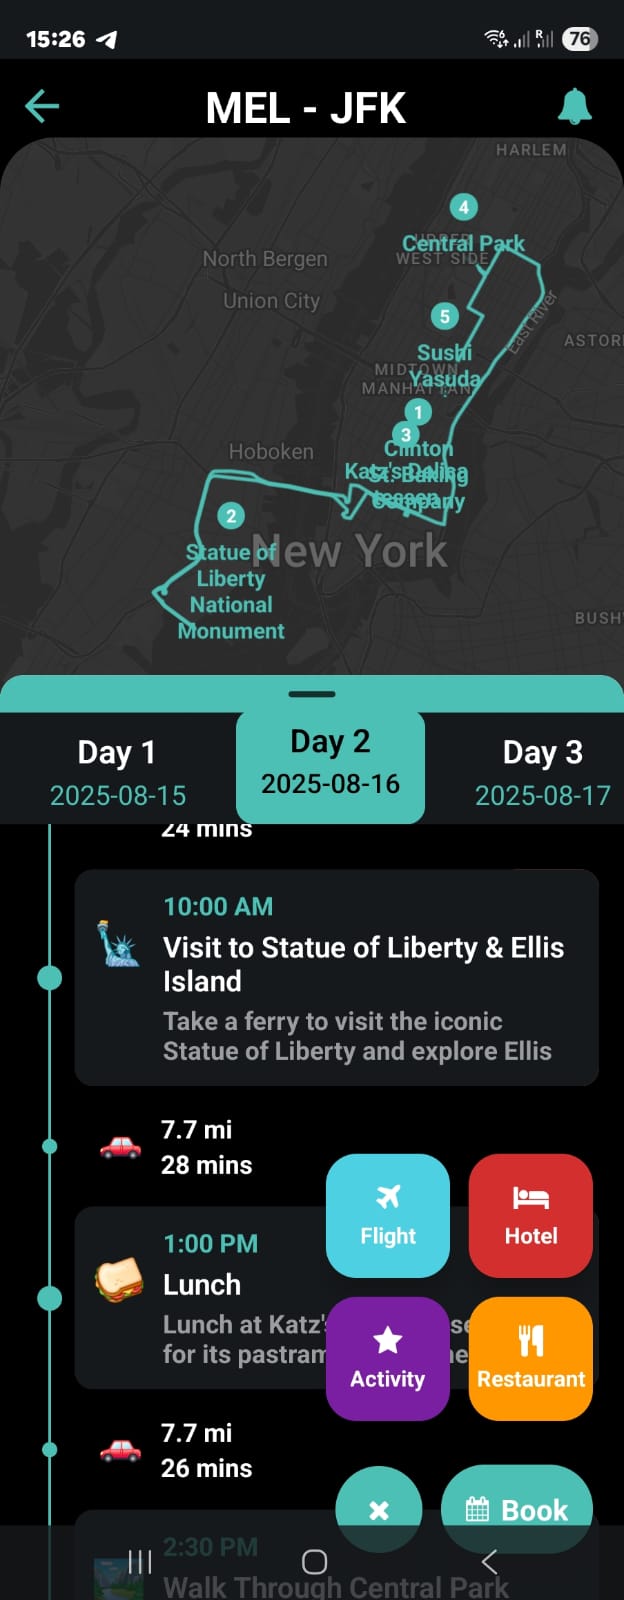 15:26
76
MEL - JFK
HARLEM
4
Central Park
UPPER
WEST SIDE
North Bergen
Union City
5
East River
ASTORI
Sushi
Yasuda
MIDTOWN
MANHATTAN
1
3
Clinton
St. Baking
Company
Katz's Delica
tessen
Hoboken
2
New York
Statue of
Liberty
National
Monument
BUSH
Day 1
2025-08-15
Day 2
2025-08-16
Day 3
2025-08-17
24 mins
10:00 AM
Visit to Statue of Liberty & Ellis
Island
Take a ferry to visit the iconic
Statue of Liberty and explore Ellis
7.7 mi
28 mins
Flight
Hotel
1:00 PM
Lunch
Lunch at Katz's
for its pastram
Activity
Restaurant
7.7 mi
26 mins
Book
2:30 PM
Walk Through Central Park